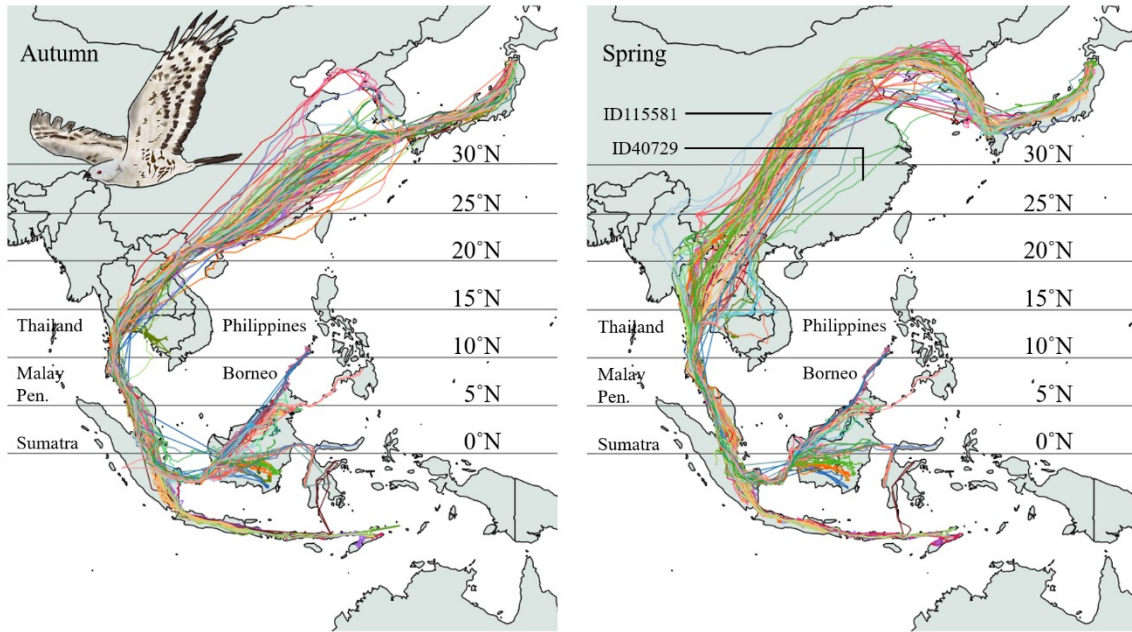 Autumn
30˚N
25˚N
20˚N
15˚N
Thailand
Philippines
10˚N
Malay
Pen.
Borneo
5˚N
Sumatra
0˚N
Spring
ID115581
ID40729
30˚N
25˚N
20˚N
15˚N
Thailand
Philippines
10˚N
Malay
Pen.
Borneo
5˚N
Sumatra
0˚N